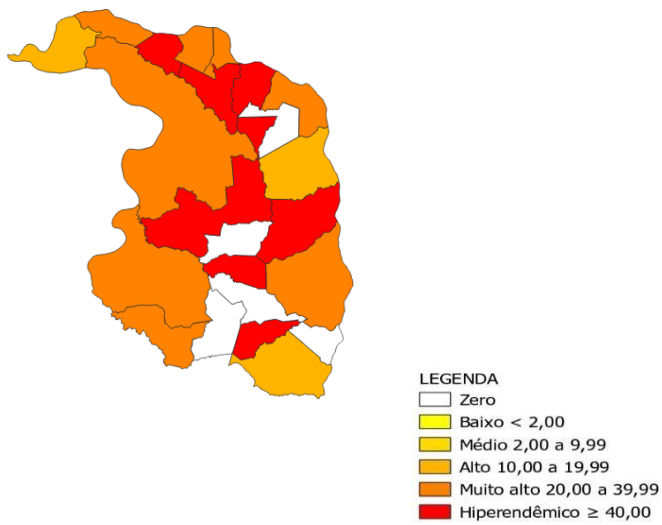 LEGENDA
Zero
Baixo < 2,00
Médio 2,00 a 9,99
Alto 10,00 a 19,99
Muito alto 20,00 a 39,99
Hiperendêmico ≥ 40,00